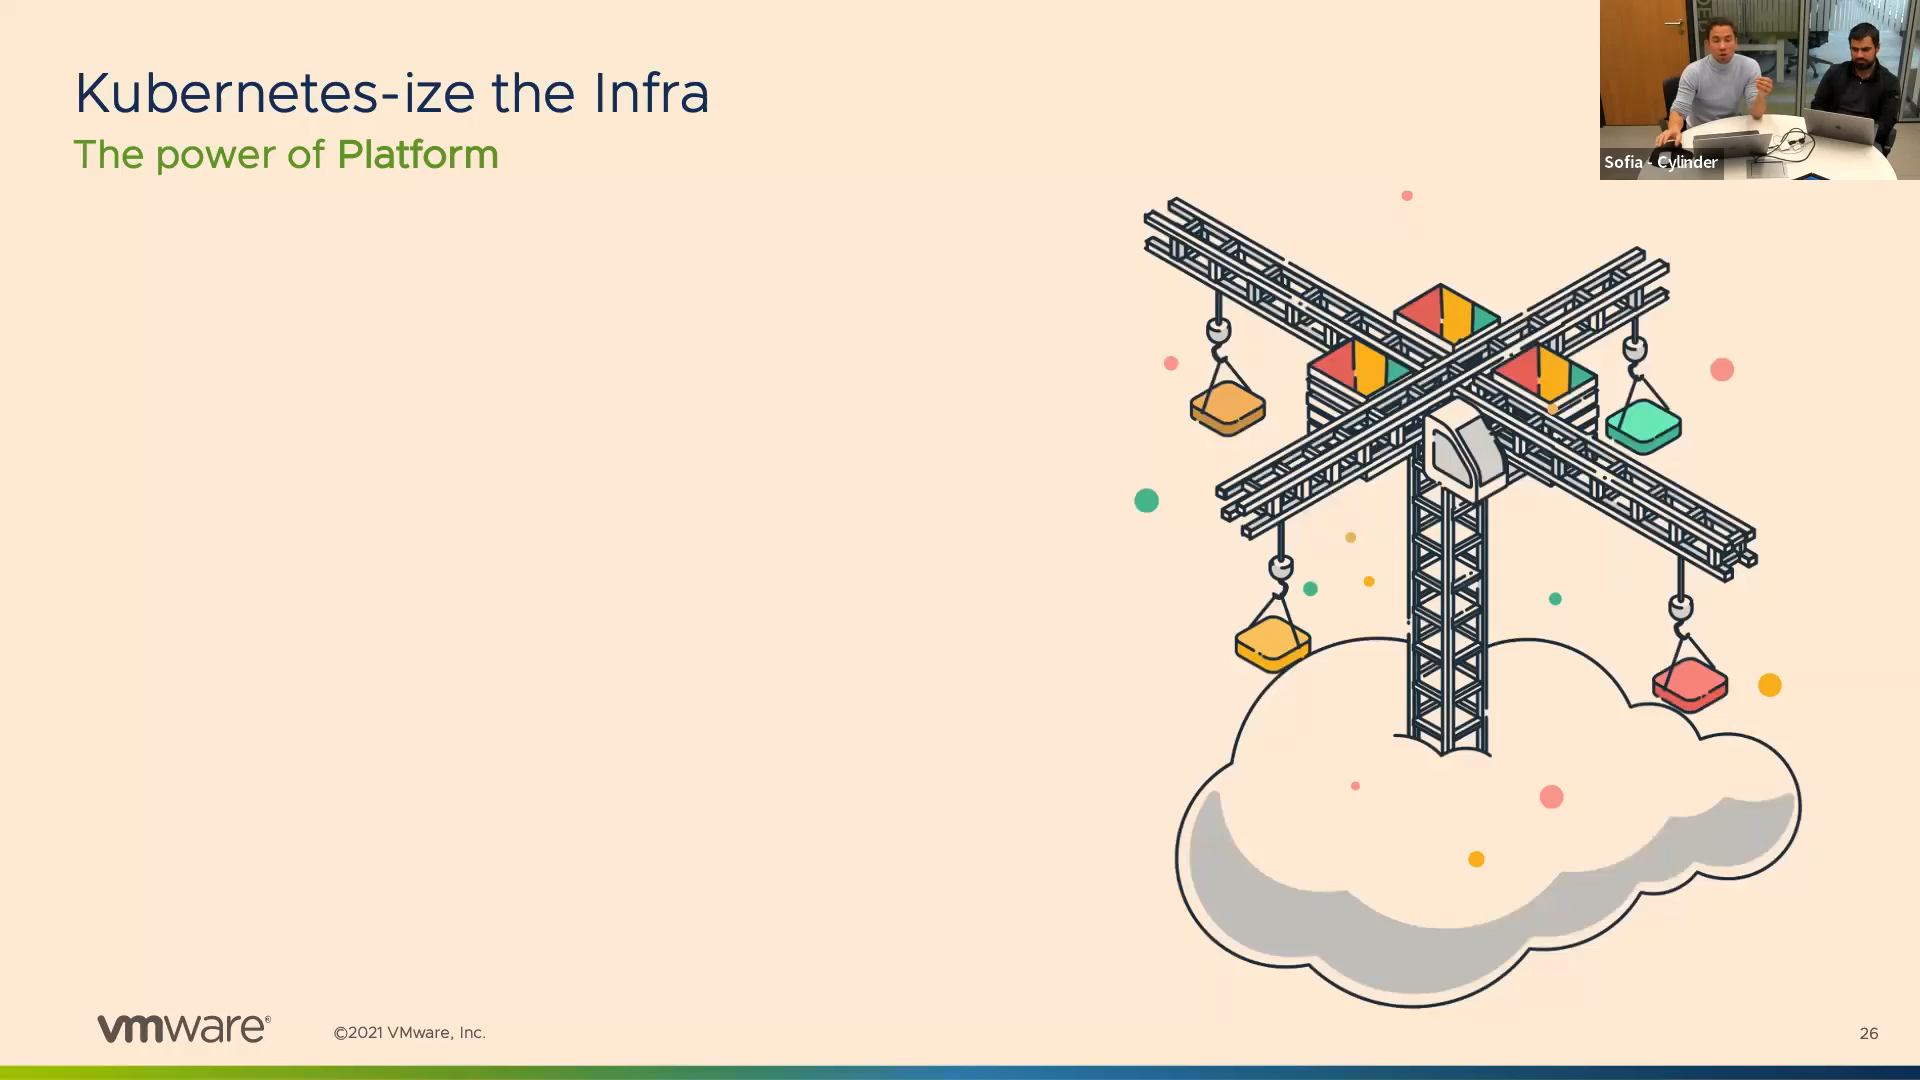 Kubernetes-ize the Infra
The power of Platform
Sofia - Cylinder
vmware®
©2021 VMware, Inc.
26